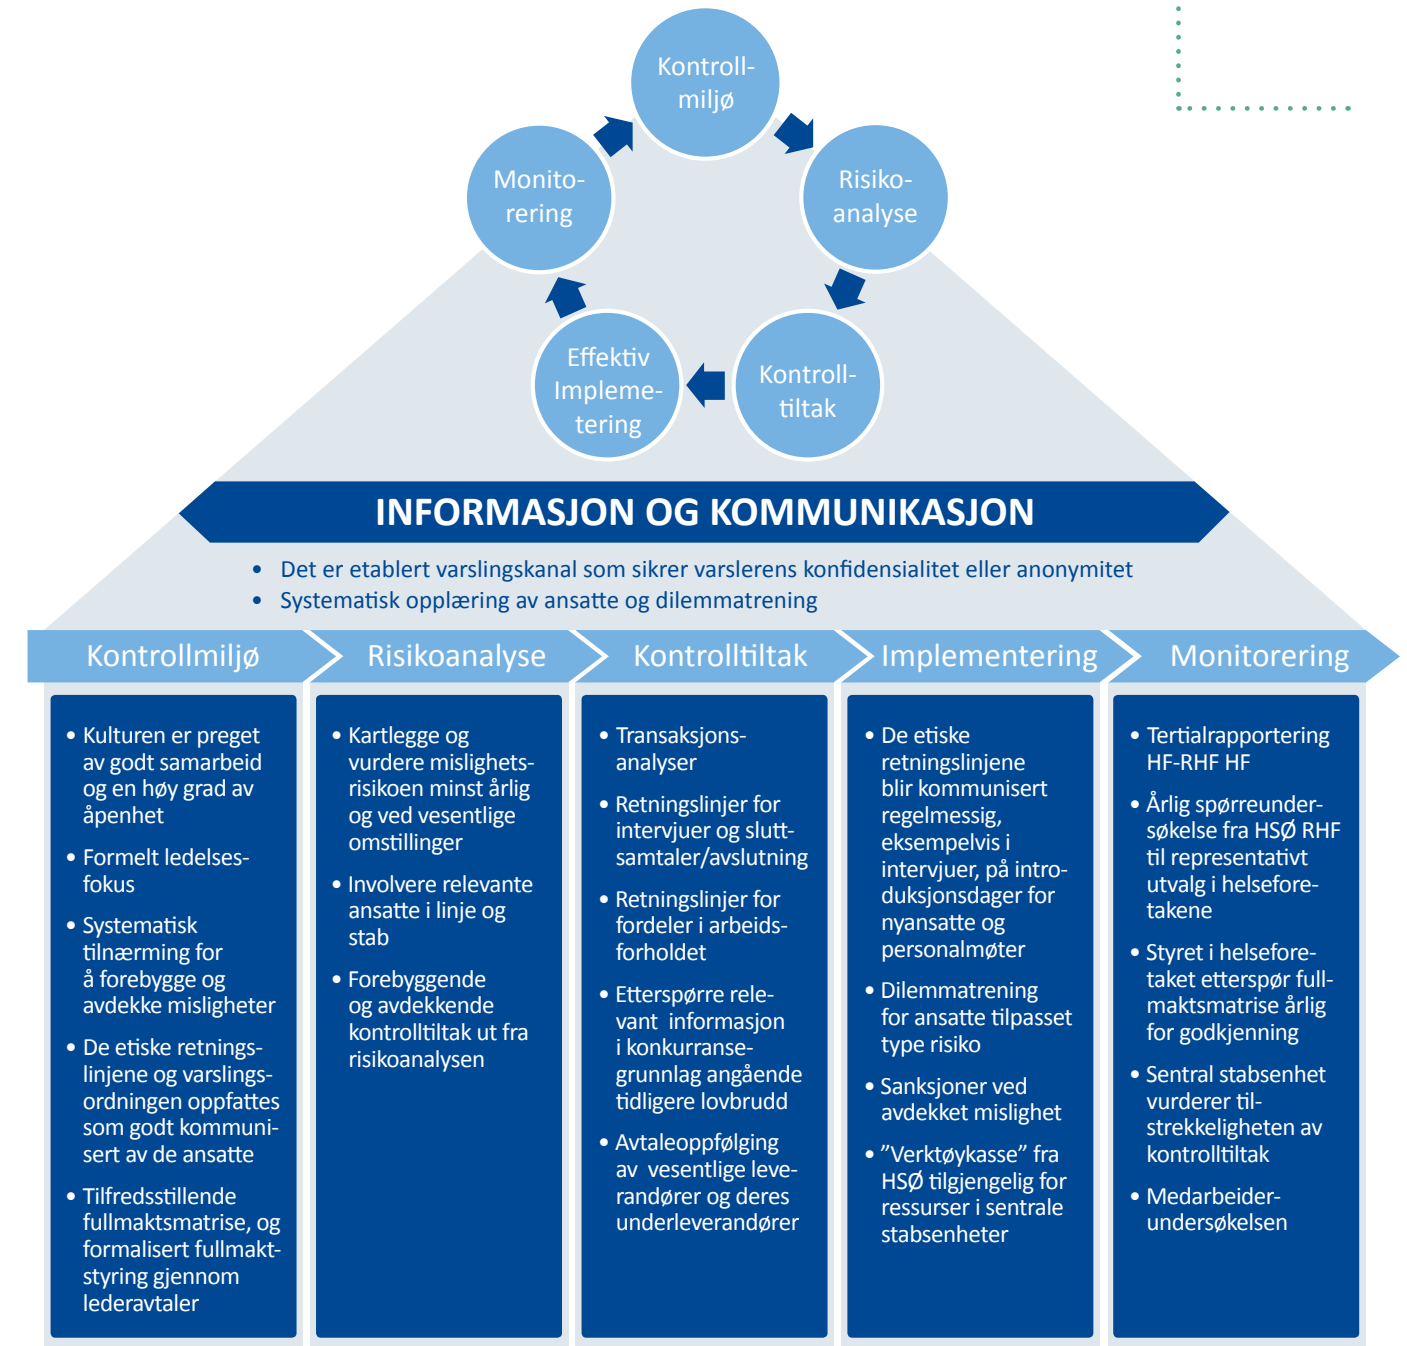 Kontroll-
miljø
Risiko-
analyse
Kontroll-
tiltak
Effektiv
Impleme-
tering
Monito-
rering
INFORMASJON OG KOMMUNIKASJON
• Det er etablert varslingskanal som sikrer varslerens konfidensialitet eller anonymitet
• Systematisk opplæring av ansatte og dilemmatrening
Kontrollmiljø
• Kulturen er preget
av godt samarbeid
og en høy grad av
åpenhet
• Formelt ledelses-
fokus
• Systematisk
tilnærming for
å forebygge og
avdekke misligheter
• De etiske retnings-
linjene og varslings-
ordningen oppfattes
som godt kommuni-
sert av de ansatte
• Tilfredsstillende
fullmaktsmatrise, og
formalisert fullmakt-
styring gjennom
lederavtaler
Risikoanalyse
• Kartlegge og
vurdere mislighets-
risikoen minst årlig
og ved vesentlige
omstillinger
• Involvere relevante
ansatte i linje og
stab
• Forebyggende
og avdekkende
kontrolltiltak ut fra
risikoanalysen
Kontrolltiltak
• Transaksjons-
analyser
• Retningslinjer for
intervjuer og slutt-
samtaler/avslutning
• Retningslinjer for
fordeler i arbeids-
forholdet
• Etterspørre rele-
vant informasjon
i konkurranse-
grunnlag angående
tidligere lovbrudd
• Avtaleoppfølging
av vesentlige leve-
randører og deres
underleverandører
Implementering
• De etiske
retningslinjene
blir kommunisert
regelmessig,
eksempelvis i
intervjuer, på intro-
duksjonsdager for
nyansatte og
personalmøter
• Dilemmatrening
for ansatte tilpasset
type risiko
• Sanksjoner ved
avdekket mislighet
• ”Verktøykasse” fra
HSØ tilgjengelig for
ressurser i sentrale
stabsenheter
Monitorering
• Tertialrapportering
HF-RHF HF
• Årlig spørreunder-
søkelse fra HSØ RHF
til representativt
utvalg i helsefore-
takene
• Styret i helsefore-
taket etterspør full-
maktsmatrise årlig
for godkjenning
• Sentral stabsenhet
vurderer til-
strekkeligheten av
kontrolltiltak
• Medarbeider-
undersøkelsen